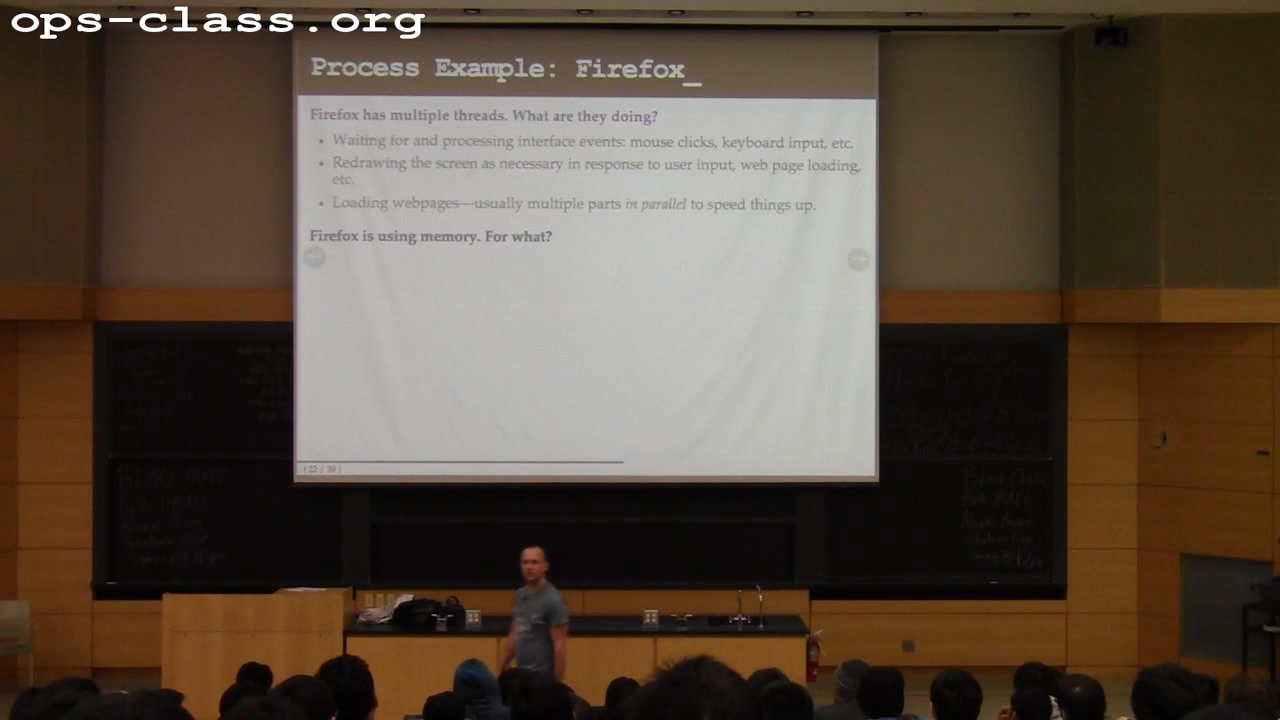 ops-class.org
Process Example: Firefox_
Firefox has multiple threads. What are they doing?
• Waiting for and processing interface events: mouse clicks, keyboard input, etc.
• Redrawing the screen as necessary in response to user input, web page loading,
etc.
• Loading webpages—usually multiple parts in parallel to speed things up.
Firefox is using memory. For what?
( 22 / 39 )